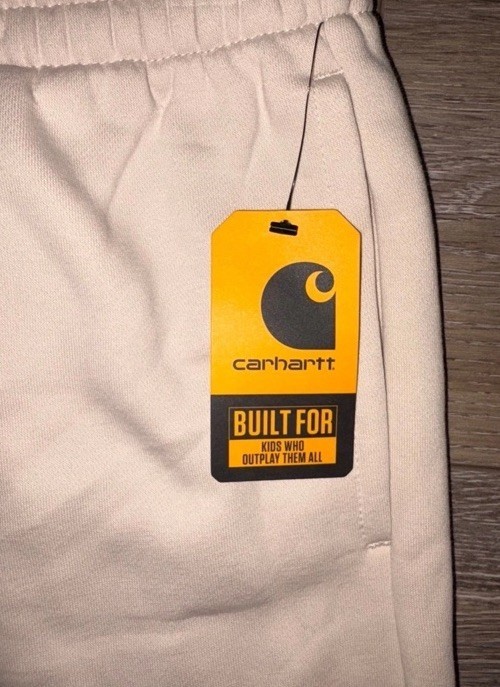 carhartt
BUILT FOR
KIDS WHO
OUTPLAY THEM ALL